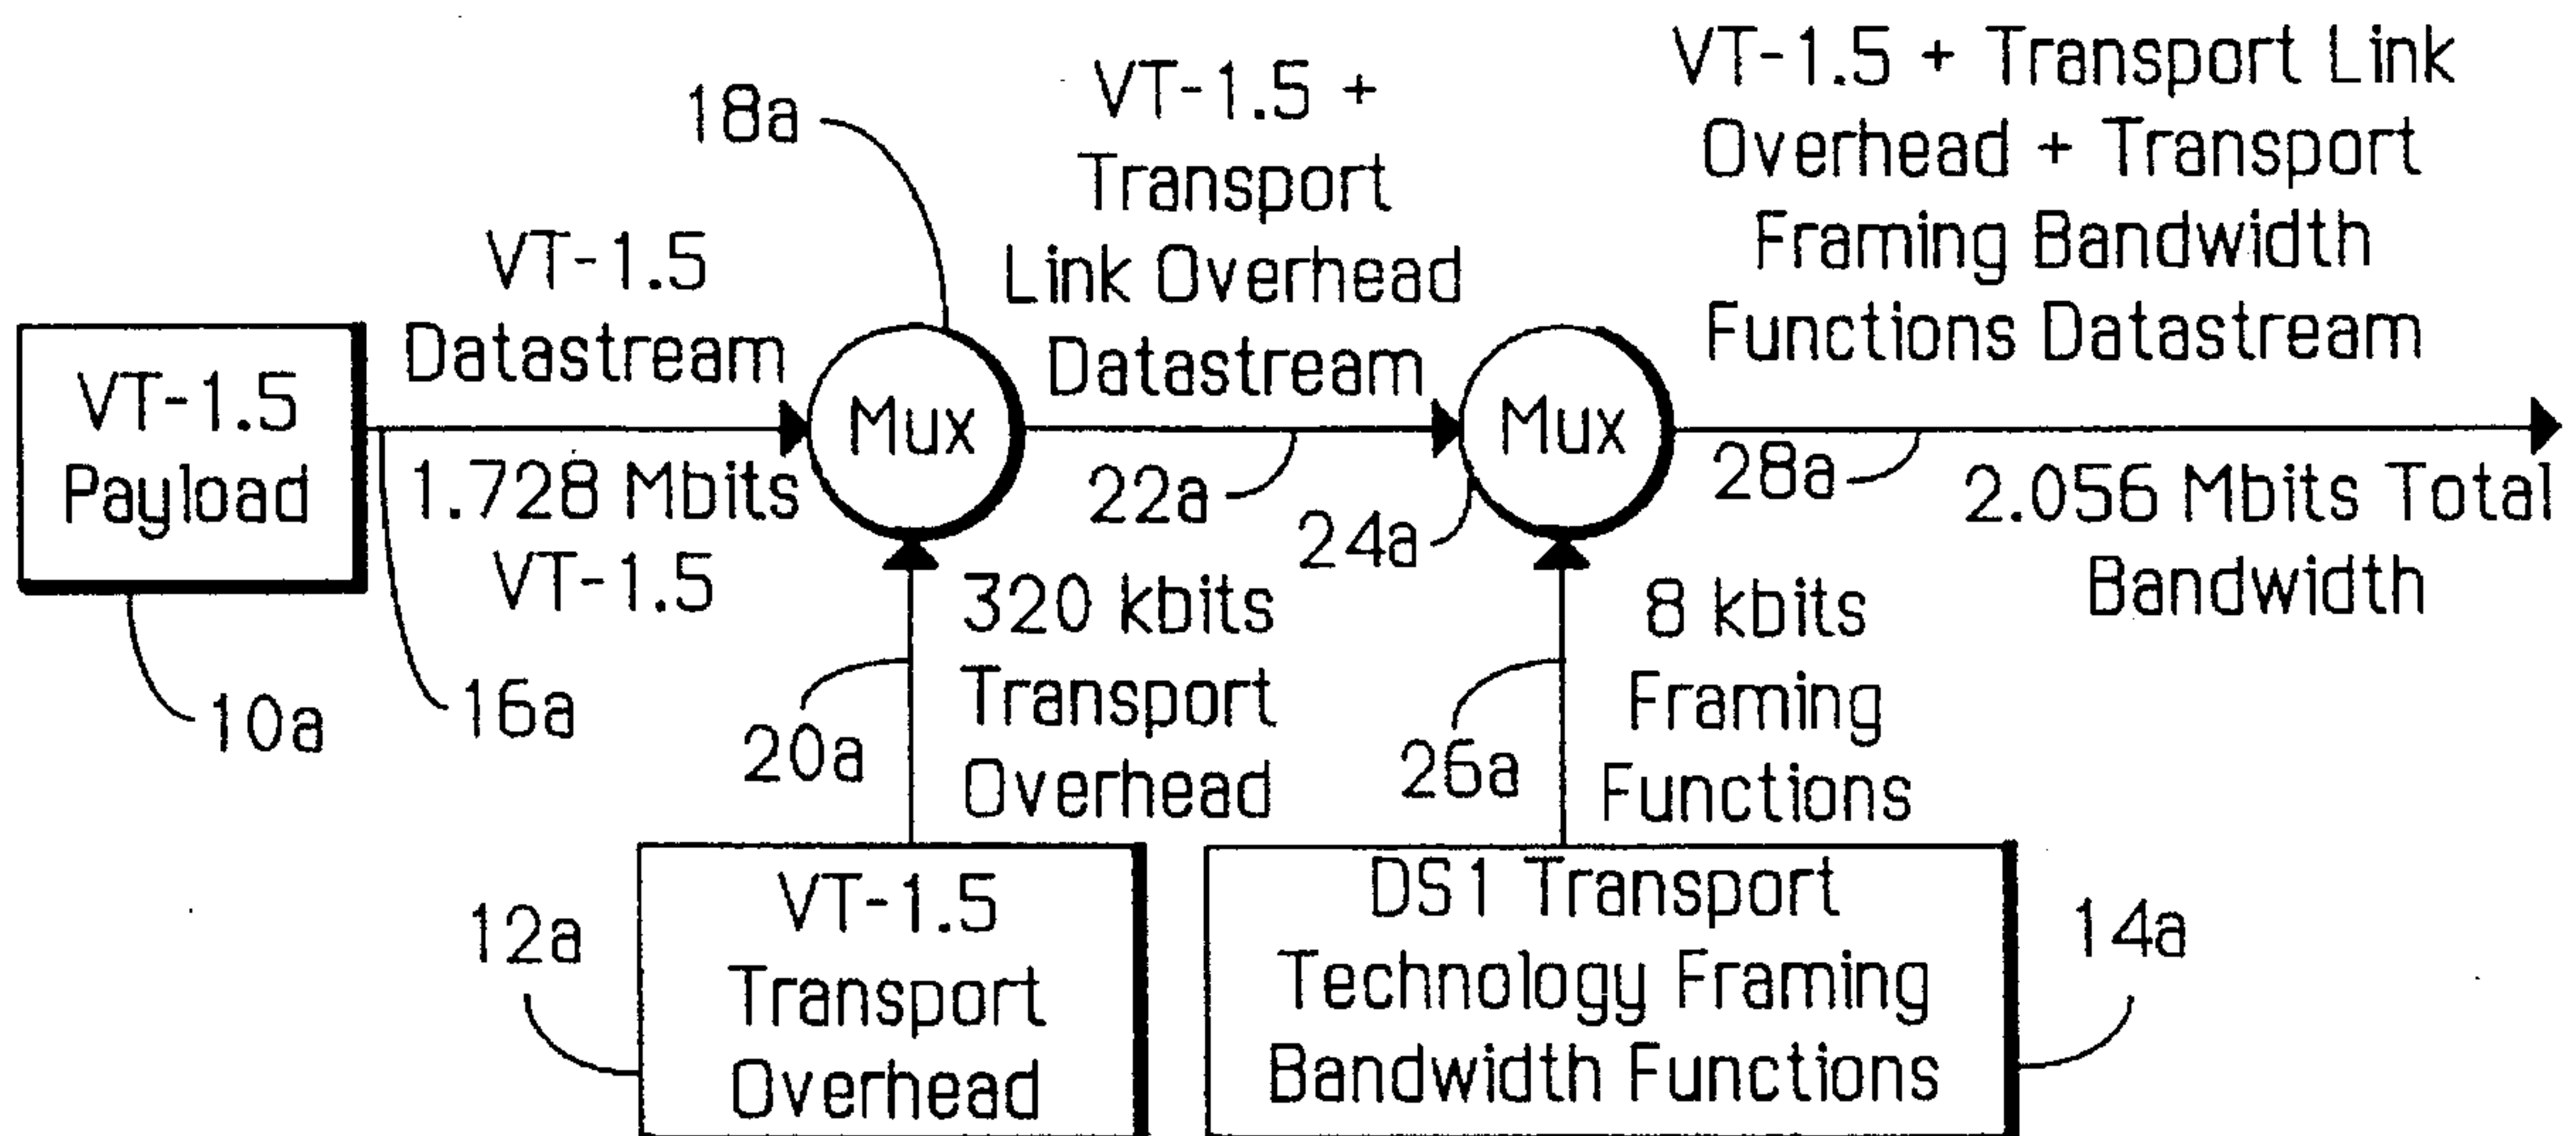 VT-1.5
Payload
10a
VT-1.5
Datastream
1.728 Mbits
VT-1.5
16a
18a
Mux
320 kbits
Transport
Overhead
20a
VT-1.5
Transport
Overhead
12a
VT-1.5 +
Transport
Link Overhead
Datastream
22a
24a
Mux
8 kbits
Framing
Functions
26a
DS1 Transport
Technology Framing
Bandwidth Functions
14a
VT-1.5 + Transport Link
Overhead + Transport
Framing Bandwidth
Functions Datastream
28a
2.056 Mbits Total
Bandwidth